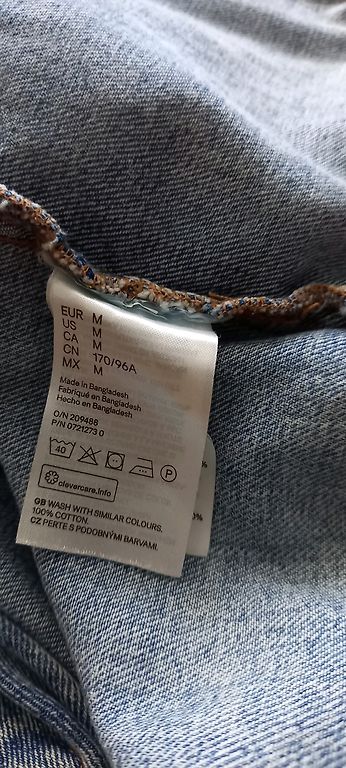 EUR M
US M
CA M
CN 170/96A
MX M
Made in Bangladesh
Fabriqué en Bangladesh
Hecho en Bangladesh
O/N 209488
P/N 0721273 0
40 P
clevercare.info
GB WASH WITH SIMILAR COLOURS.
100% COTTON.
CZ PERTE S PODOBNÝMI BARVAMI.